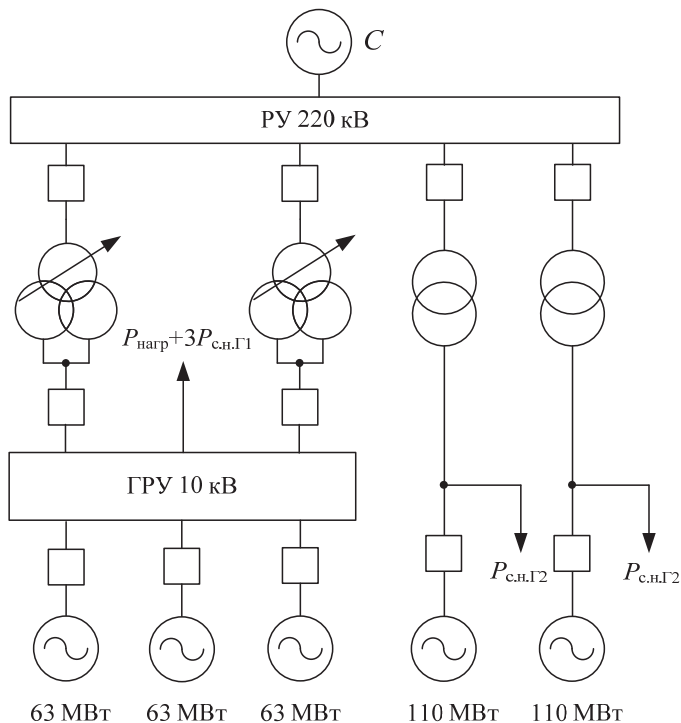 C
РУ 220 кВ
Pнагр+3Pс.н.Г1
ГРУ 10 кВ
Pс.н.Г2
Pс.н.Г2
63 МВт 63 МВт 63 МВт 110 МВт 110 МВт